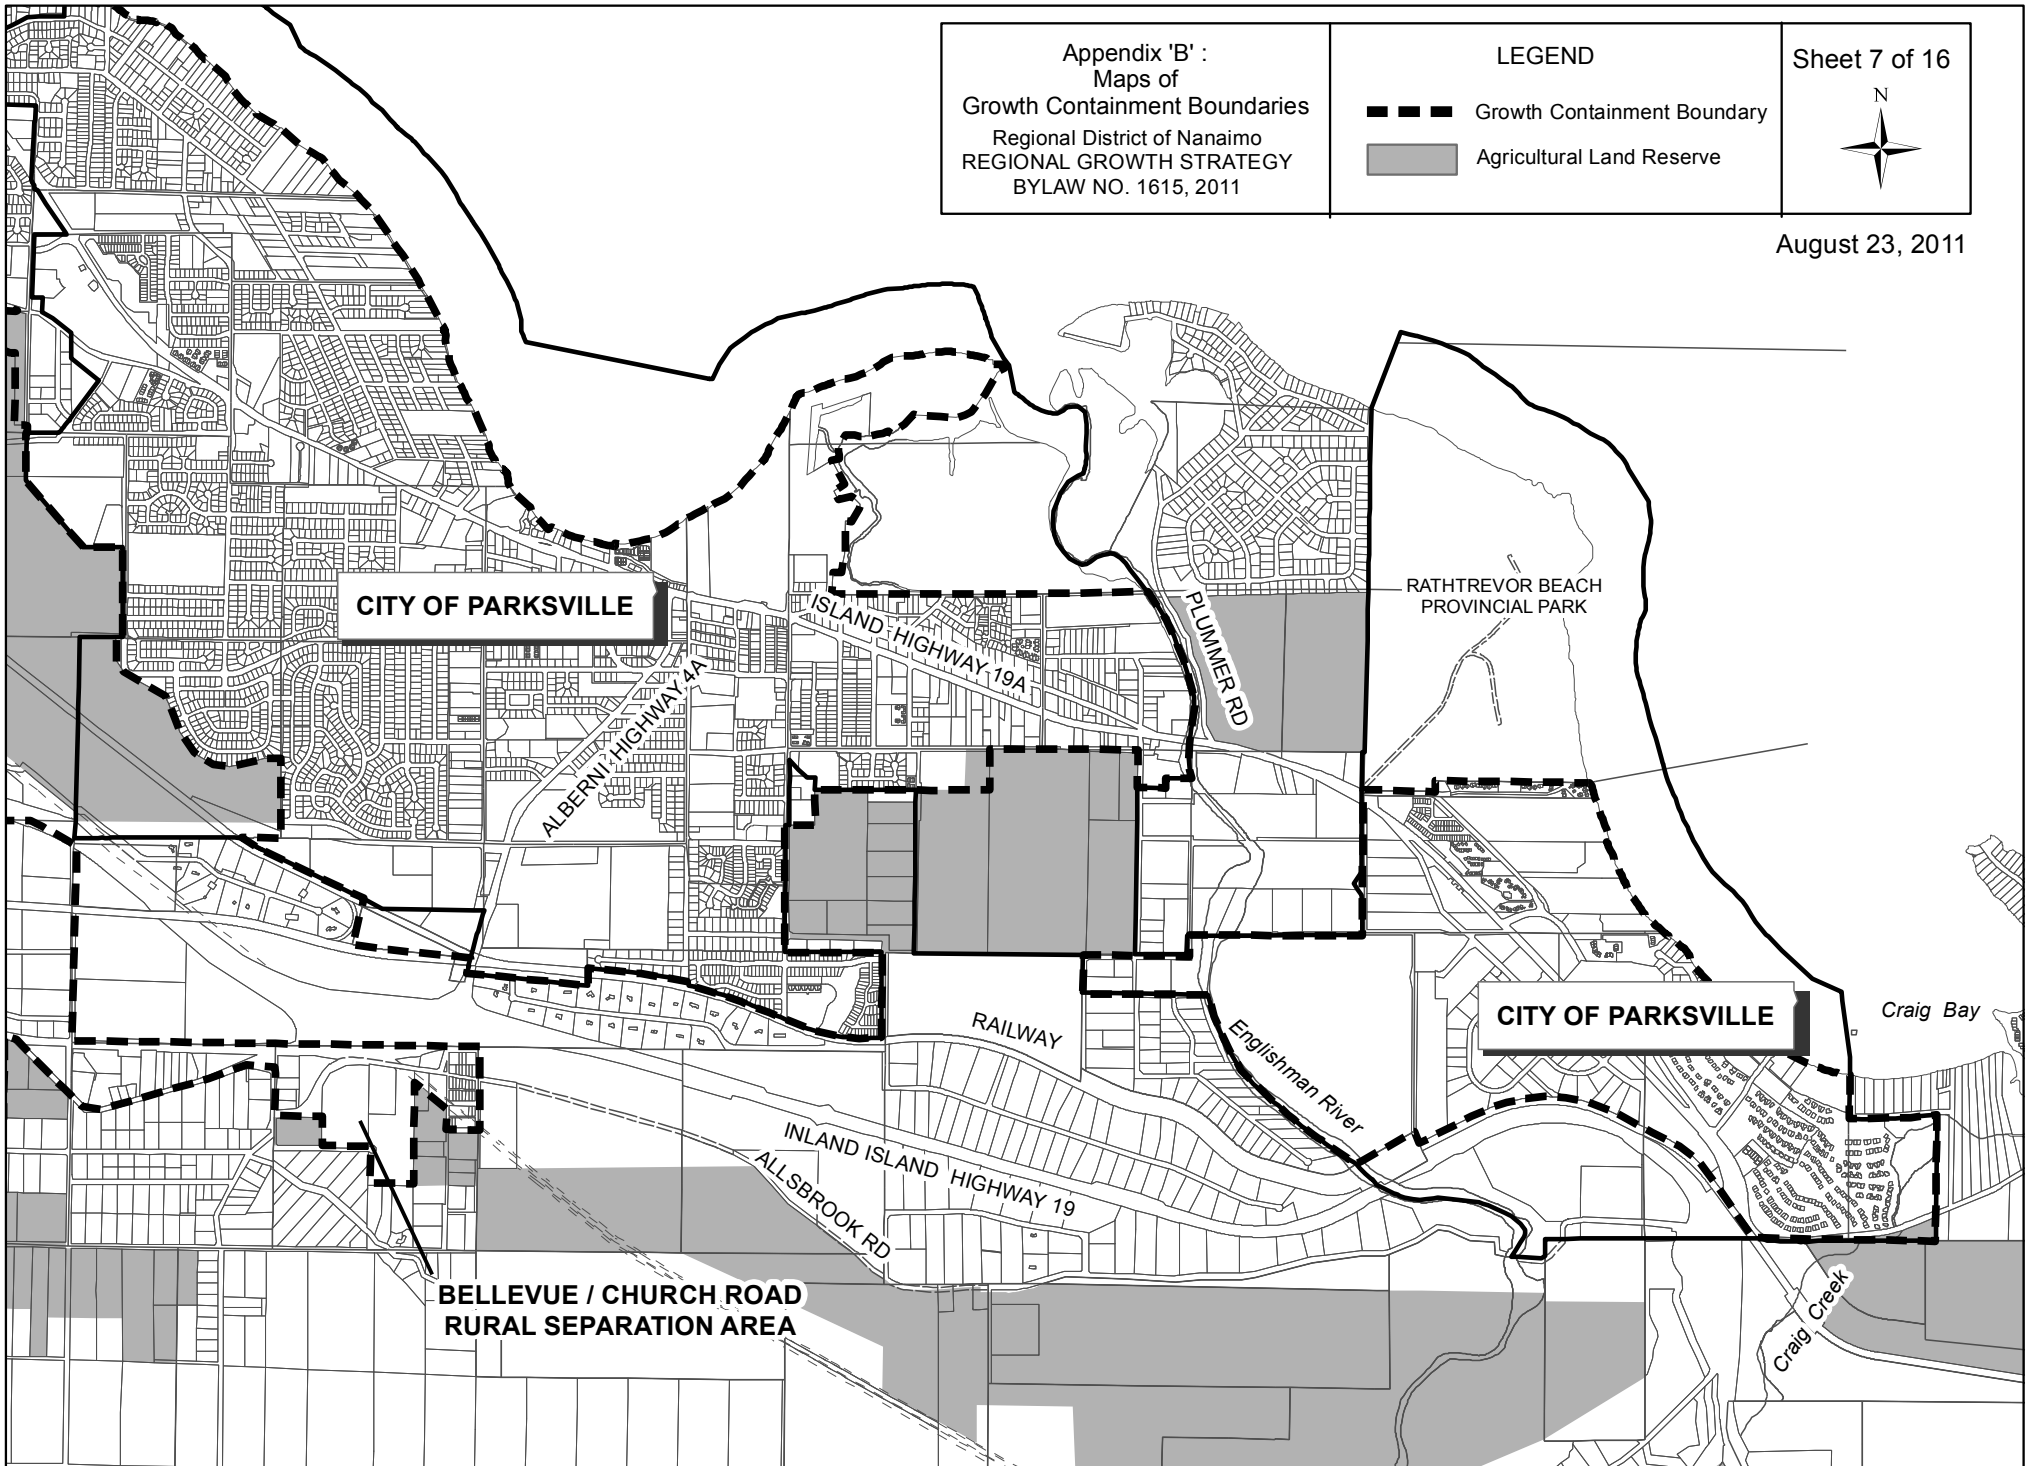 Appendix 'B' :
Maps of
Growth Containment Boundaries
Regional District of Nanaimo
REGIONAL GROWTH STRATEGY
BYLAW NO. 1615, 2011
LEGEND
Growth Containment Boundary
Agricultural Land Reserve
Sheet 7 of 16
N
August 23, 2011
CITY OF PARKSVILLE
ISLAND HIGHWAY 19A
ALBERNI HIGHWAY 4A
PLUMMER RD
RATHTREVOR BEACH
PROVINCIAL PARK
CITY OF PARKSVILLE
Craig Bay
RAILWAY
Englishman River
INLAND ISLAND HIGHWAY 19
ALLSBROOK RD
BELLEVUE / CHURCH ROAD
RURAL SEPARATION AREA
Craig Creek